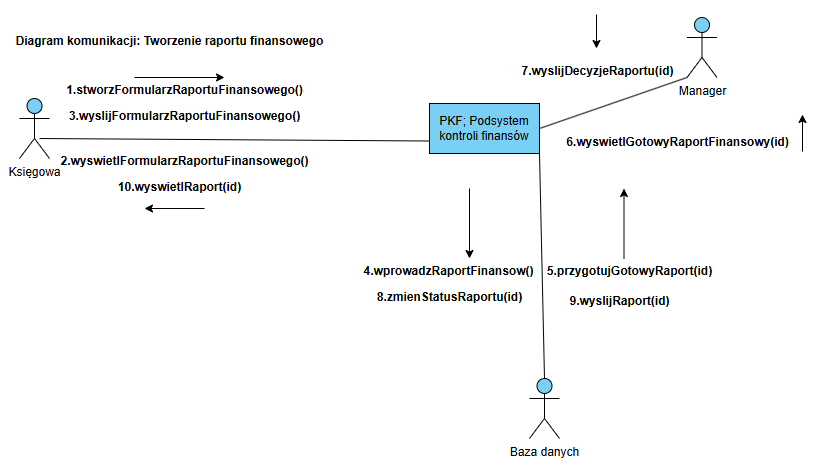 Diagram komunikacji: Tworzenie raportu finansowego
7.wyslijDecyzjeRaportu(id)
Manager
1.stworzFormularzRaportuFinansowego()
3.wyslijFormularzRaportuFinansowego()
PKF; Podsystem
kontroli finansów
6.wyswietlGotowyRaportFinansowy(id)
Księgowa
2.wyswietlFormularzRaportuFinansowego()
10.wyswietlRaport(id)
4.wprowadzRaportFinansow()
5.przygotujGotowyRaport(id)
8.zmienStatusRaportu(id)
9.wyslijRaport(id)
Baza danych